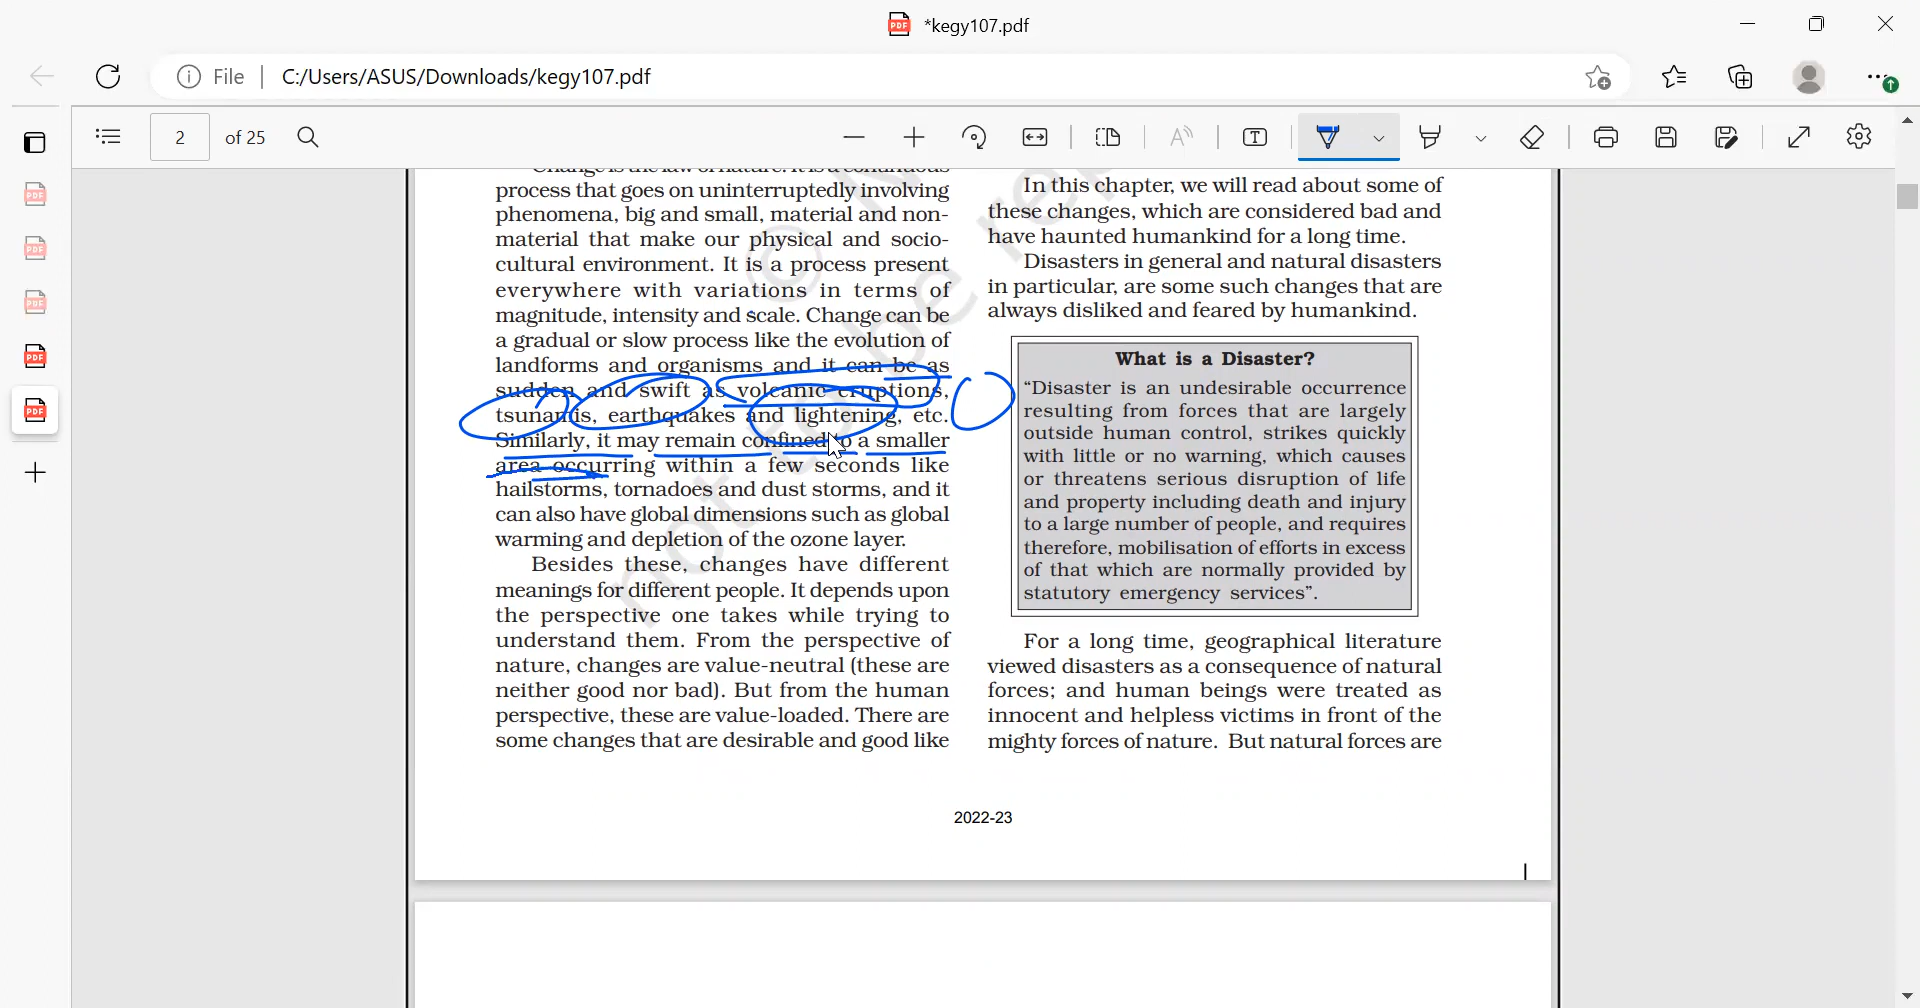 *kegy107.pdf
File
C:/Users/ASUS/Downloads/kegy107.pdf
2 of 25
Change is the law of nature. It is a continuous
process that goes on uninterruptedly involving
phenomena, big and small, material and non-
material that make our physical and socio-
cultural environment. It is a process present
everywhere with variations in terms of
magnitude, intensity and scale. Change can be
a gradual or slow process like the evolution of
landforms and organisms and it can be as
sudden and swift as volcanic eruptions,
tsunamis, earthquakes and lightening, etc.
Similarly, it may remain confined to a smaller
area occurring within a few seconds like
hailstorms, tornadoes and dust storms, and it
can also have global dimensions such as global
warming and depletion of the ozone layer.
Besides these, changes have different
meanings for different people. It depends upon
the perspective one takes while trying to
understand them. From the perspective of
nature, changes are value-neutral (these are
neither good nor bad). But from the human
perspective, these are value-loaded. There are
some changes that are desirable and good like
In this chapter, we will read about some of
these changes, which are considered bad and
have haunted humankind for a long time.
Disasters in general and natural disasters
in particular, are some such changes that are
always disliked and feared by humankind.
What is a Disaster?
“Disaster is an undesirable occurrence
resulting from forces that are largely
outside human control, strikes quickly
with little or no warning, which causes
or threatens serious disruption of life
and property including death and injury
to a large number of people, and requires
therefore, mobilisation of efforts in excess
of that which are normally provided by
statutory emergency services”.
For a long time, geographical literature
viewed disasters as a consequence of natural
forces; and human beings were treated as
innocent and helpless victims in front of the
mighty forces of nature. But natural forces are
2022-23